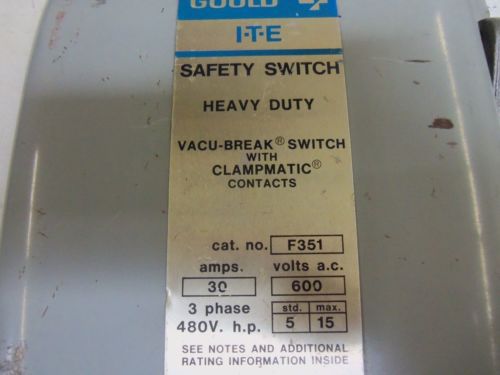 GOULD
I-T-E
SAFETY SWITCH
HEAVY DUTY
VACU-BREAK® SWITCH
WITH
CLAMPMATIC®
CONTACTS
cat. no. F351
amps. volts a.c.
30 600
3 phase std. max.
480V. h.p. 5 15
SEE NOTES AND ADDITIONAL
RATING INFORMATION INSIDE